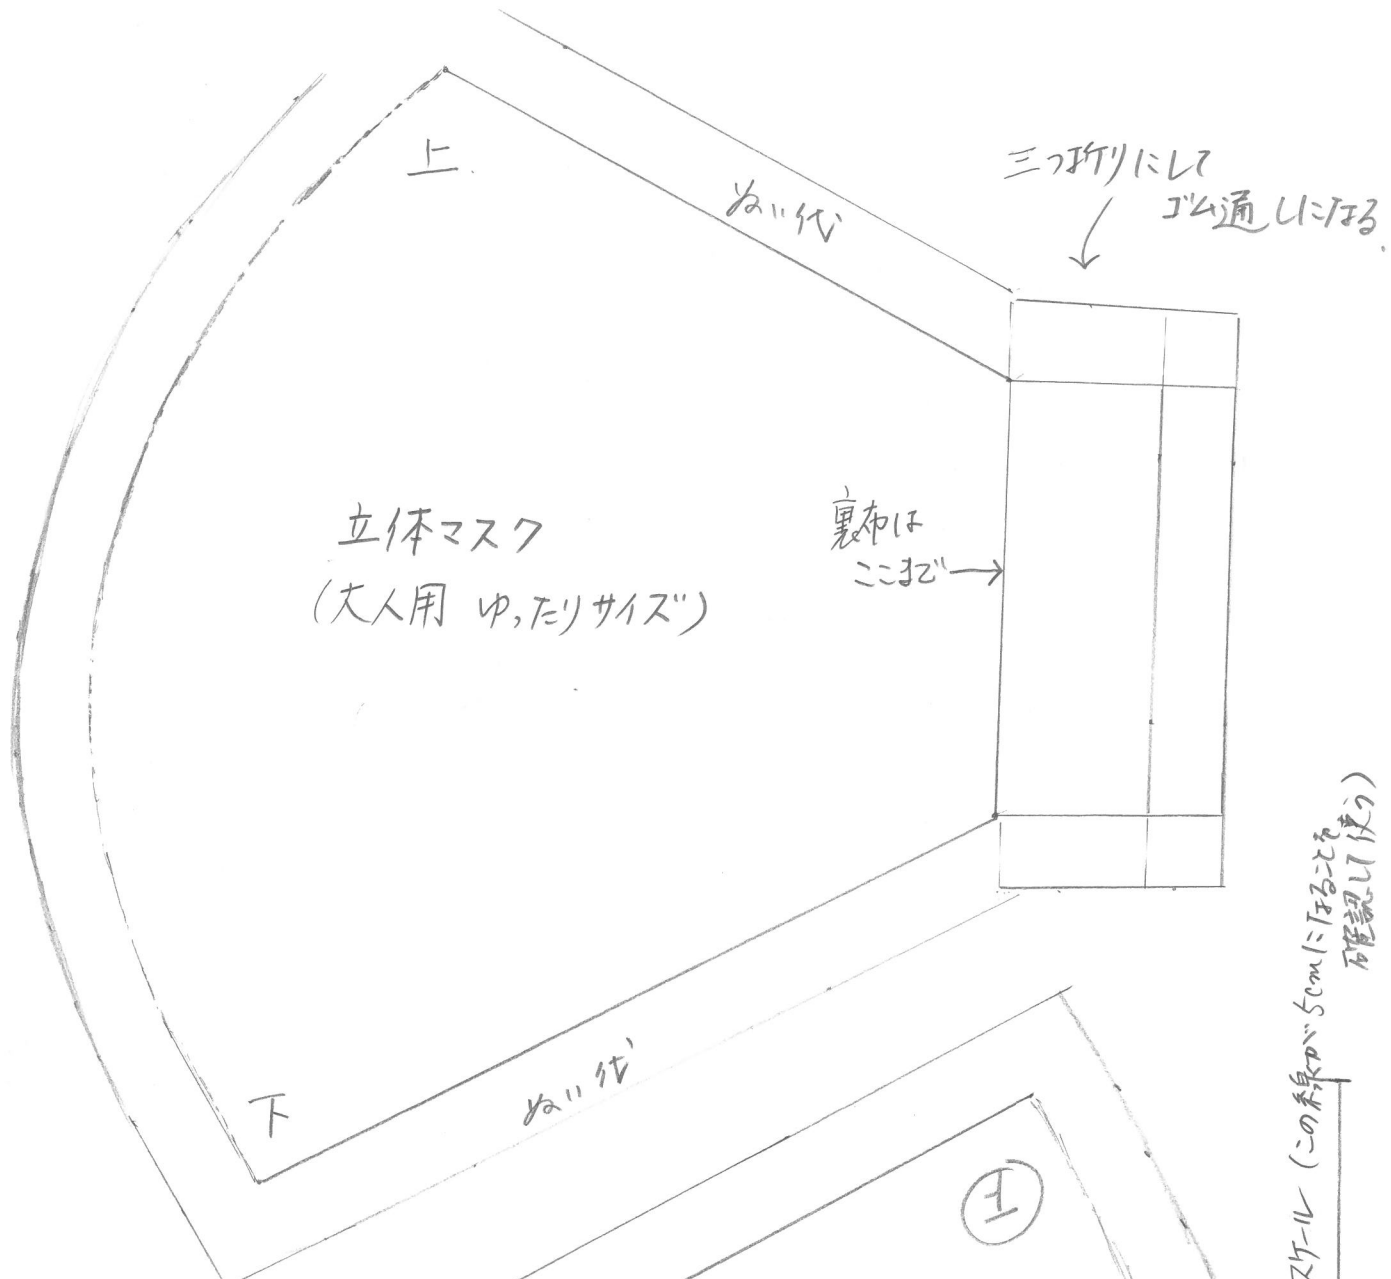 上
ぬい代
三つ折りにして
ゴム通しになる.
立体マスク
(大人用 ゆったりサイズ)
裏布は
ここまで→
下
ぬい代
上
スケール (この線が5cmになることを
確認して使う)